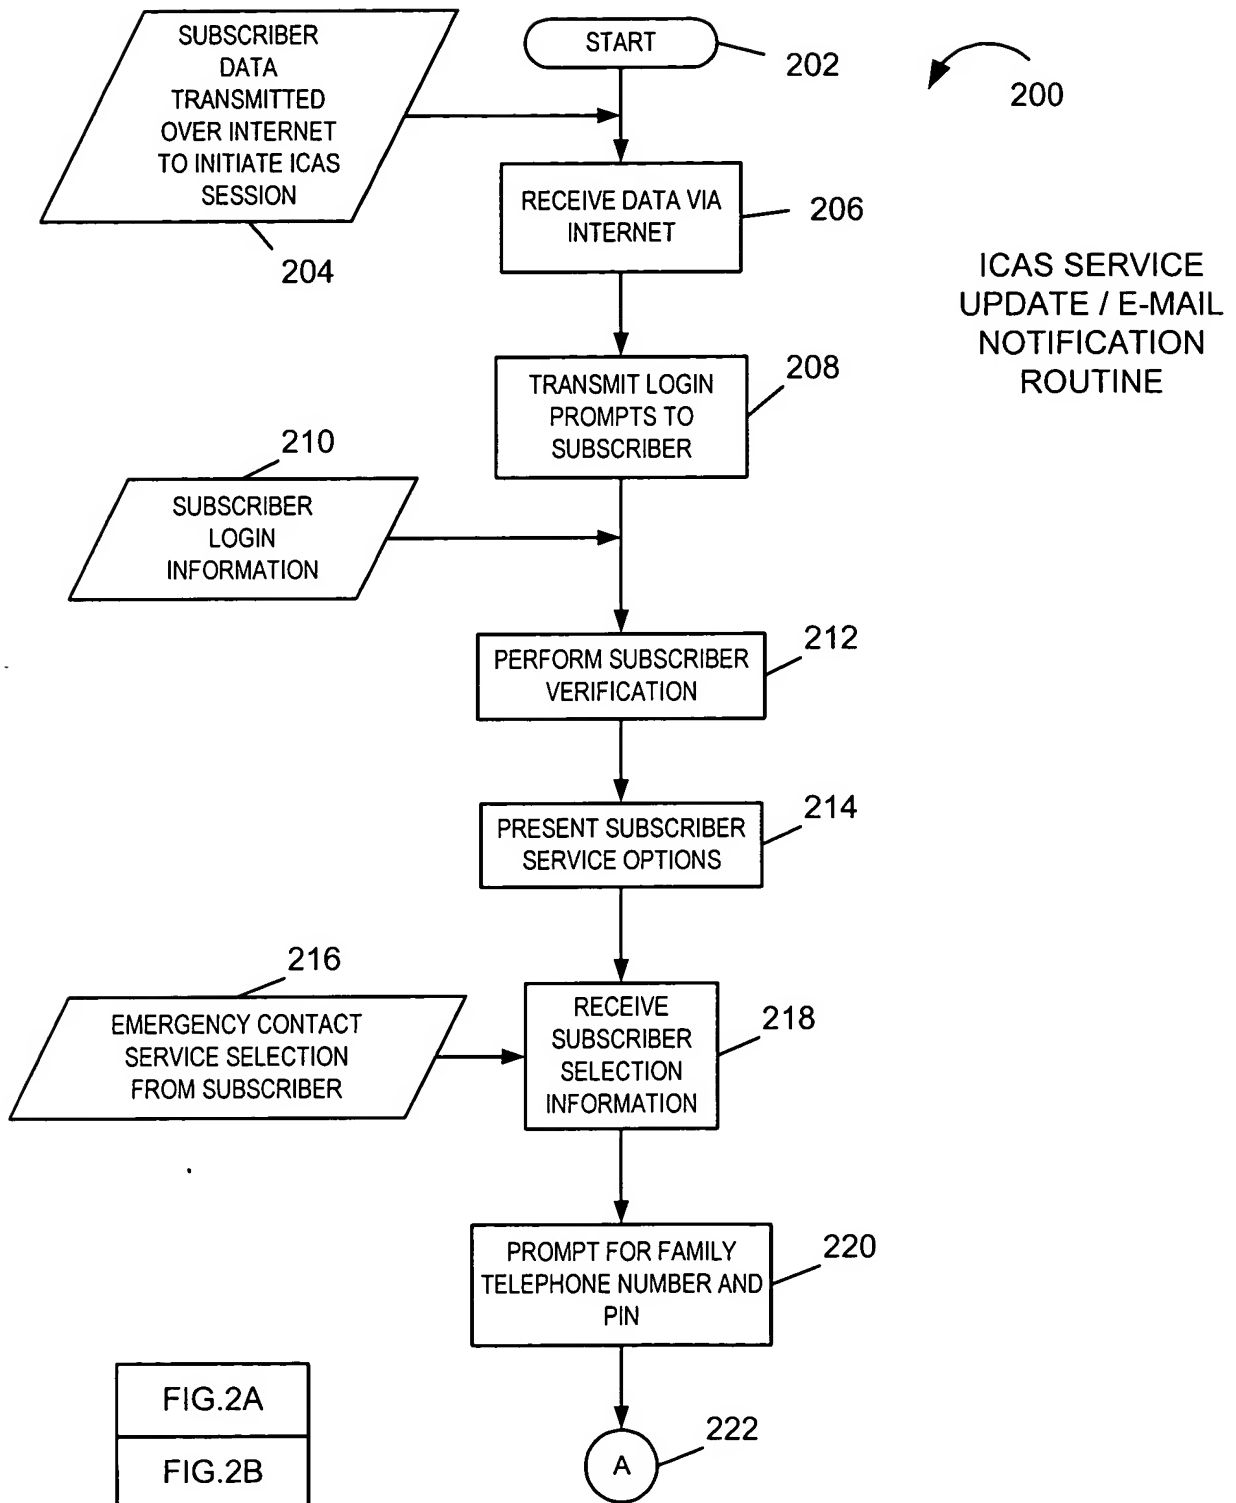 SUBSCRIBER
DATA
TRANSMITTED
OVER INTERNET
TO INITIATE ICAS
SESSION
204
START
202
200
RECEIVE DATA VIA
INTERNET
206
ICAS SERVICE
UPDATE / E-MAIL
NOTIFICATION
ROUTINE
TRANSMIT LOGIN
PROMPTS TO
SUBSCRIBER
208
210
SUBSCRIBER
LOGIN
INFORMATION
PERFORM SUBSCRIBER
VERIFICATION
212
PRESENT SUBSCRIBER
SERVICE OPTIONS
214
216
EMERGENCY CONTACT
SERVICE SELECTION
FROM SUBSCRIBER
RECEIVE
SUBSCRIBER
SELECTION
INFORMATION
218
PROMPT FOR FAMILY
TELEPHONE NUMBER AND
PIN
220
A
222
FIG.2A
FIG.2B